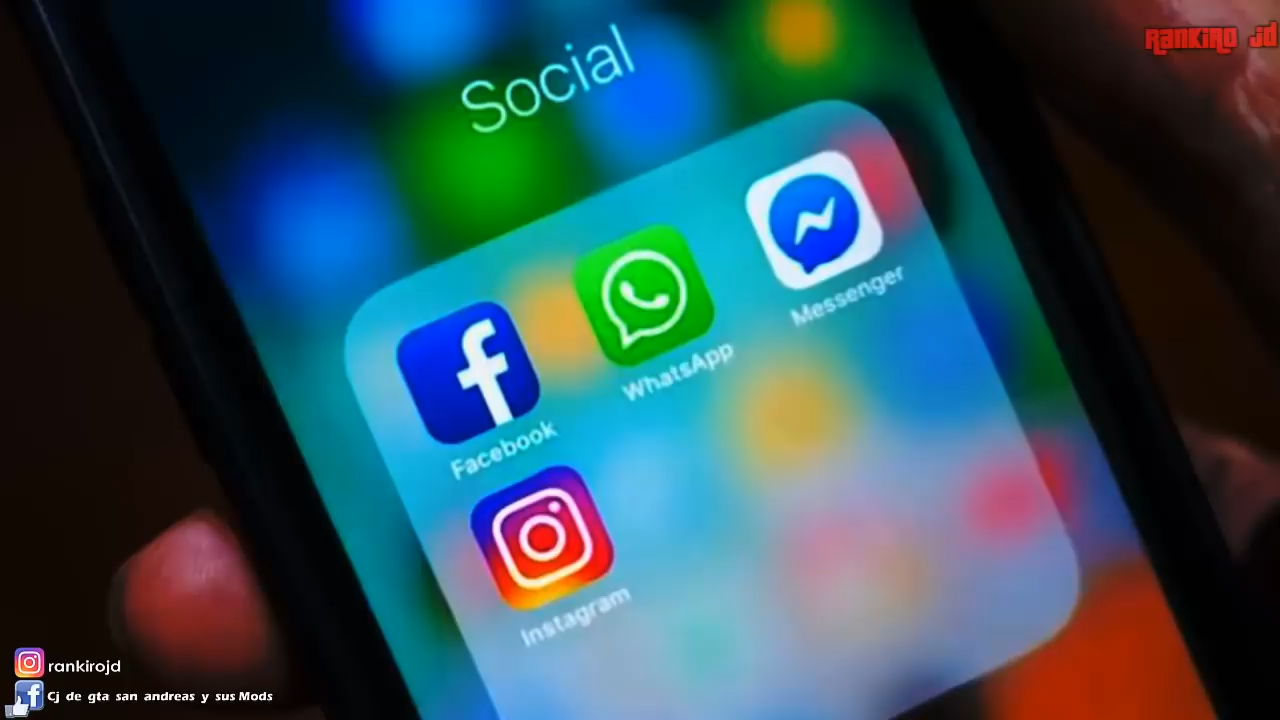 Social
RANKIRO JD
Messenger
WhatsApp
Facebook
Instagram
rankirojd
Cj de gta san andreas y sus Mods